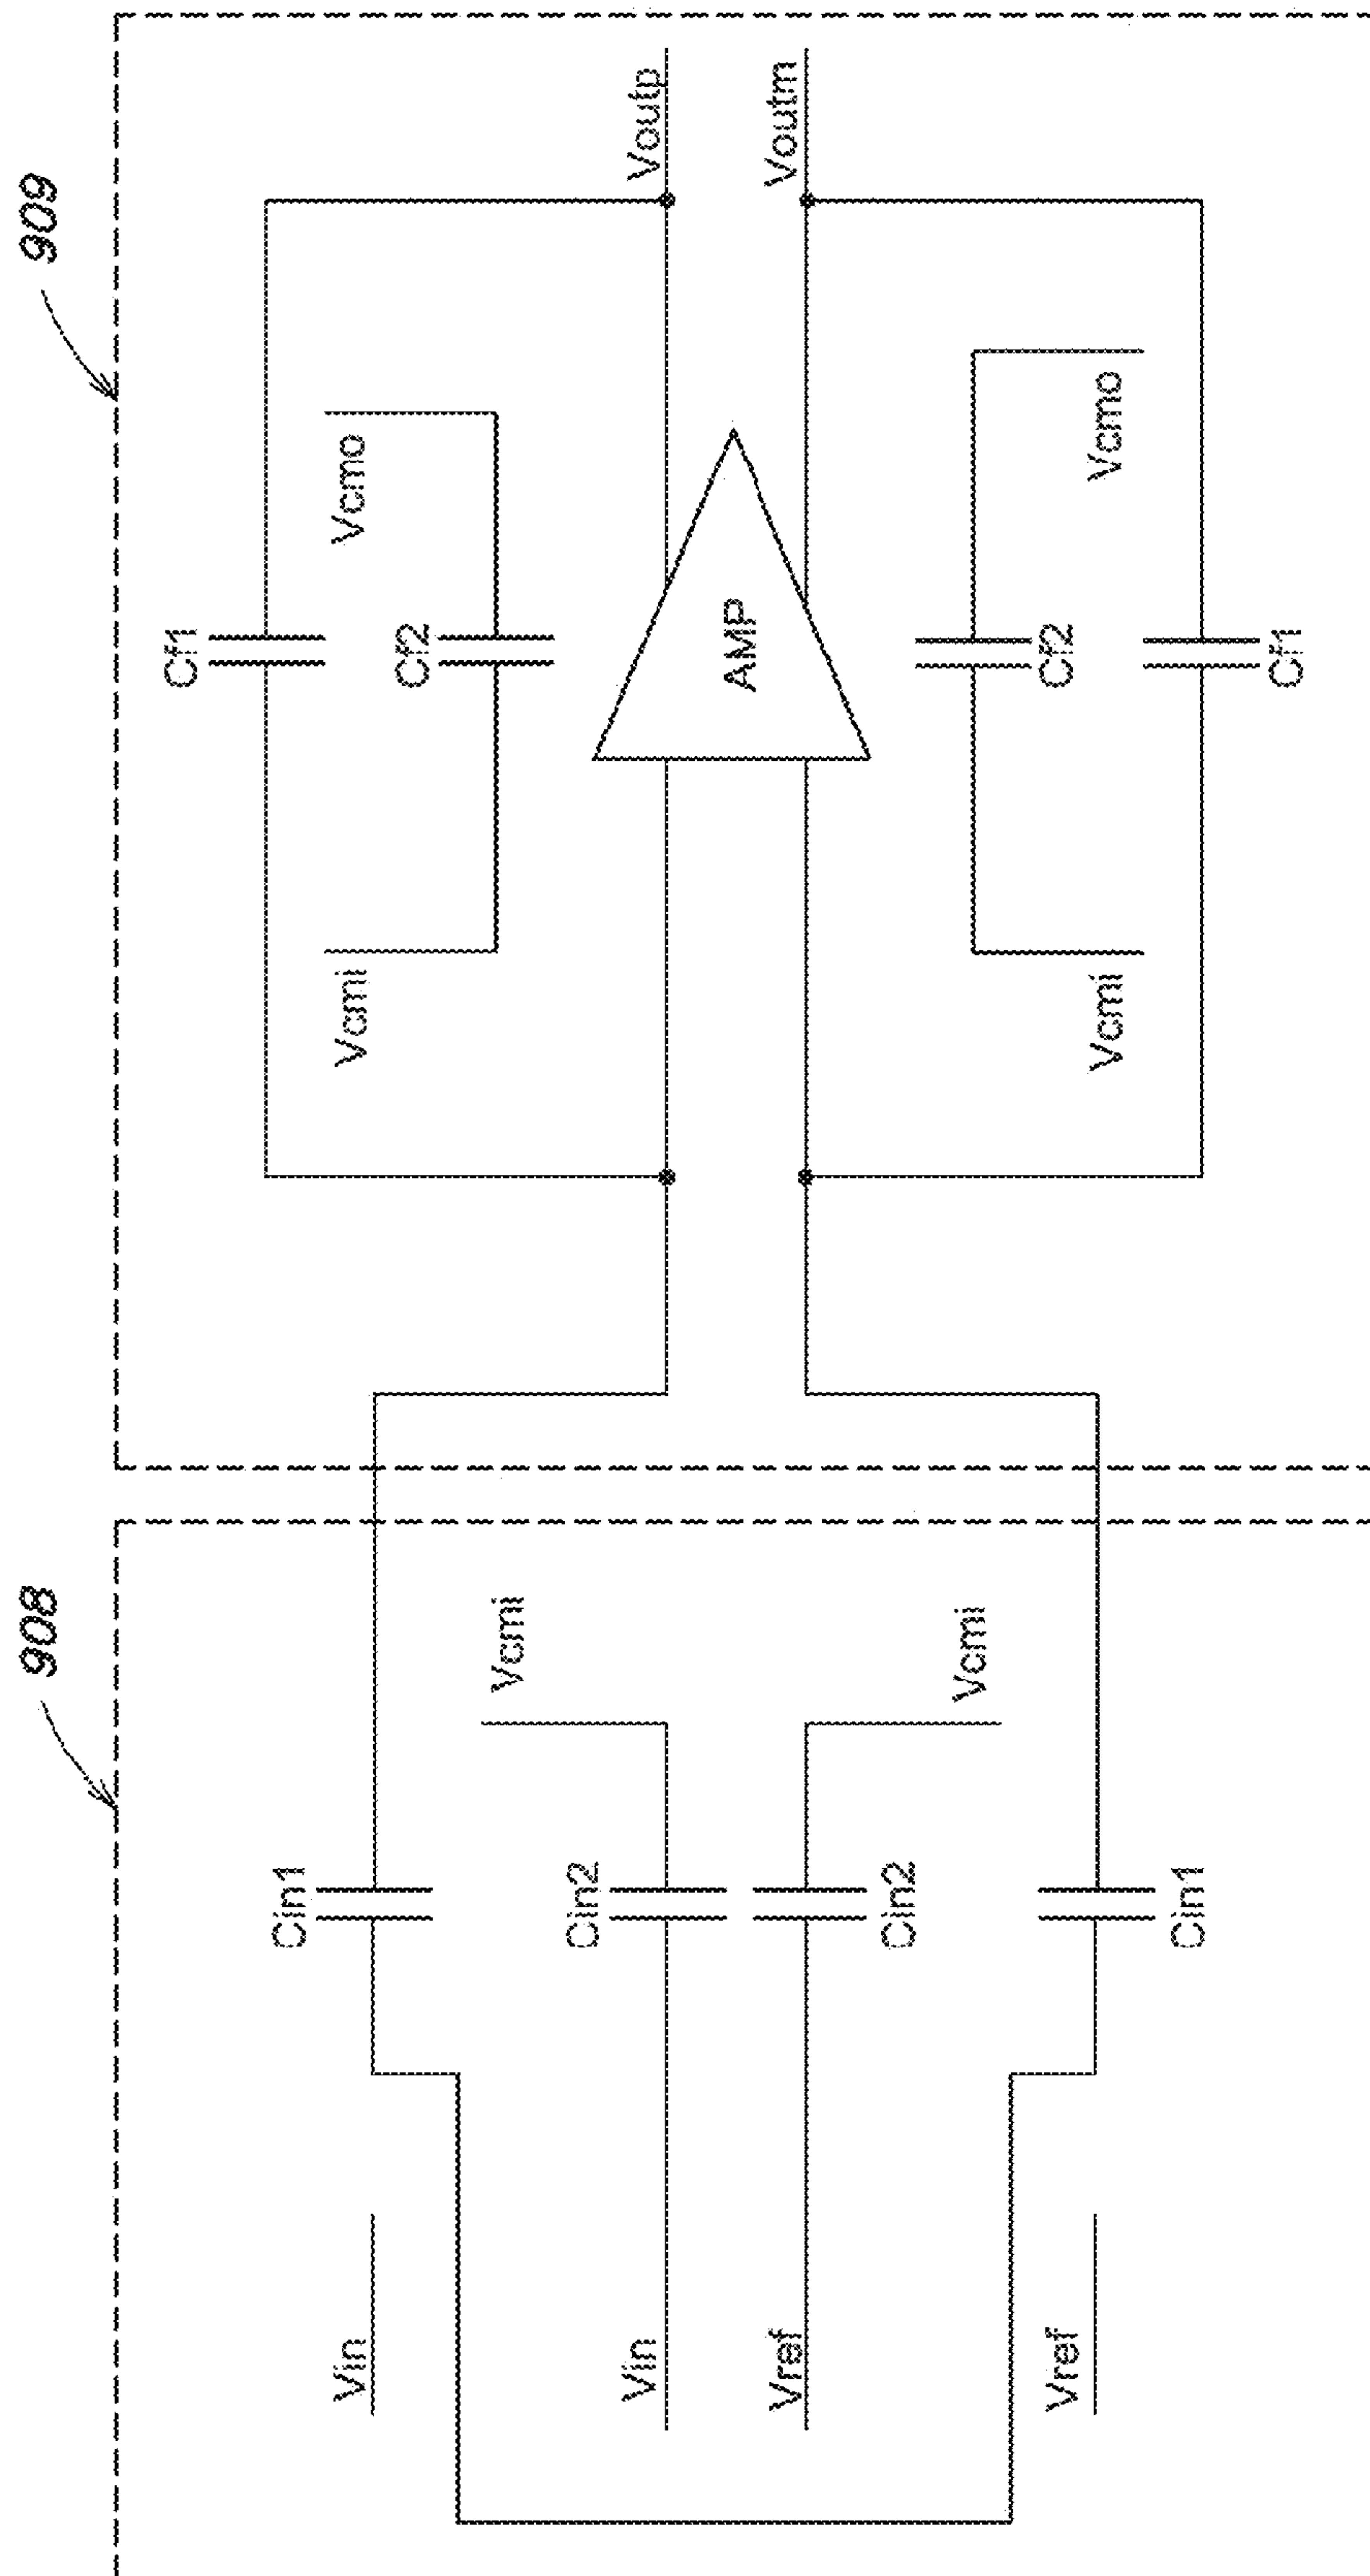 908
909
Vin
Vin
Vref
Vref
Cin1
Cin2
Cin2
Cin1
Vcmi
Vcmi
Cf1
Vcmi
Vcmo
Cf2
AMP
Cf2
Vcmi
Vcmo
Cf1
Voutp
Voutm